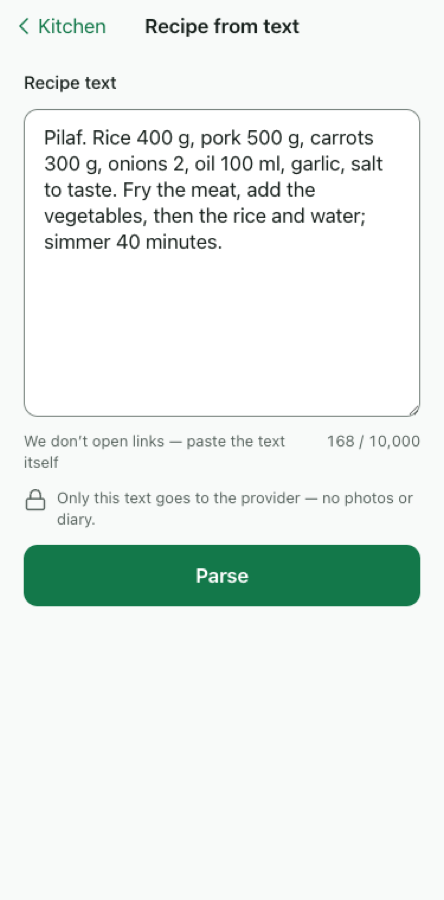 Kitchen
Recipe from text
Recipe text
Pilaf. Rice 400 g, pork 500 g, carrots
300 g, onions 2, oil 100 ml, garlic, salt
to taste. Fry the meat, add the
vegetables, then the rice and water;
simmer 40 minutes.
We don’t open links — paste the text
itself
168 / 10,000
Only this text goes to the provider — no photos or
diary.
Parse